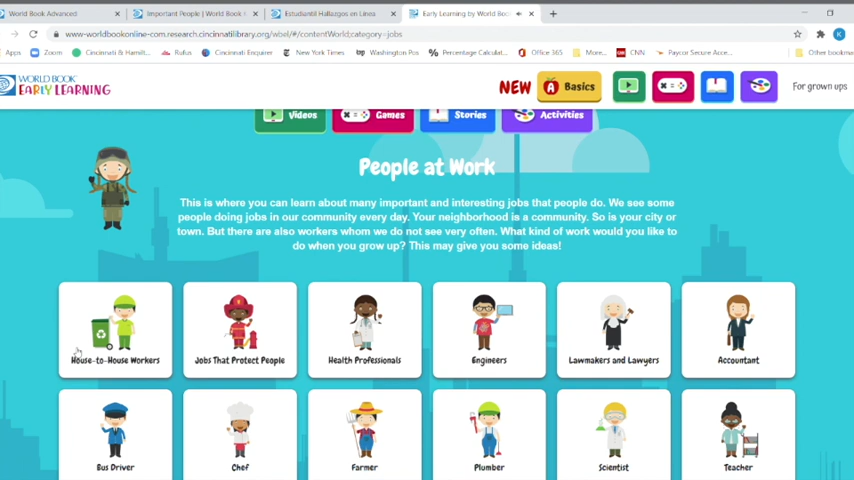 World Book Advanced
Important People | World Book
Estudiantil Hallazgos en Línea
Early Learning by World Boo
www-worldbookonline-com.research.cincinnatilibrary.org/wbel/#/contentWorld;category=jobs
Apps
Zoom
Cincinnati & Hamilt...
Rufus
Cincinnati Enquirer
New York Times
Washington Pos
Percentage Calculat...
Office 365
More...
CNN
Paycor Secure Acce...
Other bookma
WORLD BOOK
EARLY LEARNING
NEW
A Basics
For grown ups
Videos
Games
Stories
Activities
People at Work
This is where you can learn about many important and interesting jobs that people do. We see some
people doing jobs in our community every day. Your neighborhood is a community. So is your city or
town. But there are also workers whom we do not see very often. What kind of work would you like to
do when you grow up? This may give you some ideas!
House-to-House Workers
Jobs That Protect People
Health Professionals
Engineers
Lawmakers and Lawyers
Accountant
Bus Driver
Chef
Farmer
Plumber
Scientist
Teacher